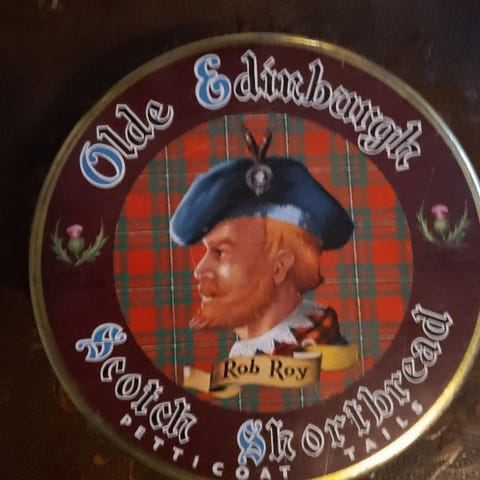 Olde Edinburgh
Rob Roy
Scotch Shortbread
PETTICOAT TAILS